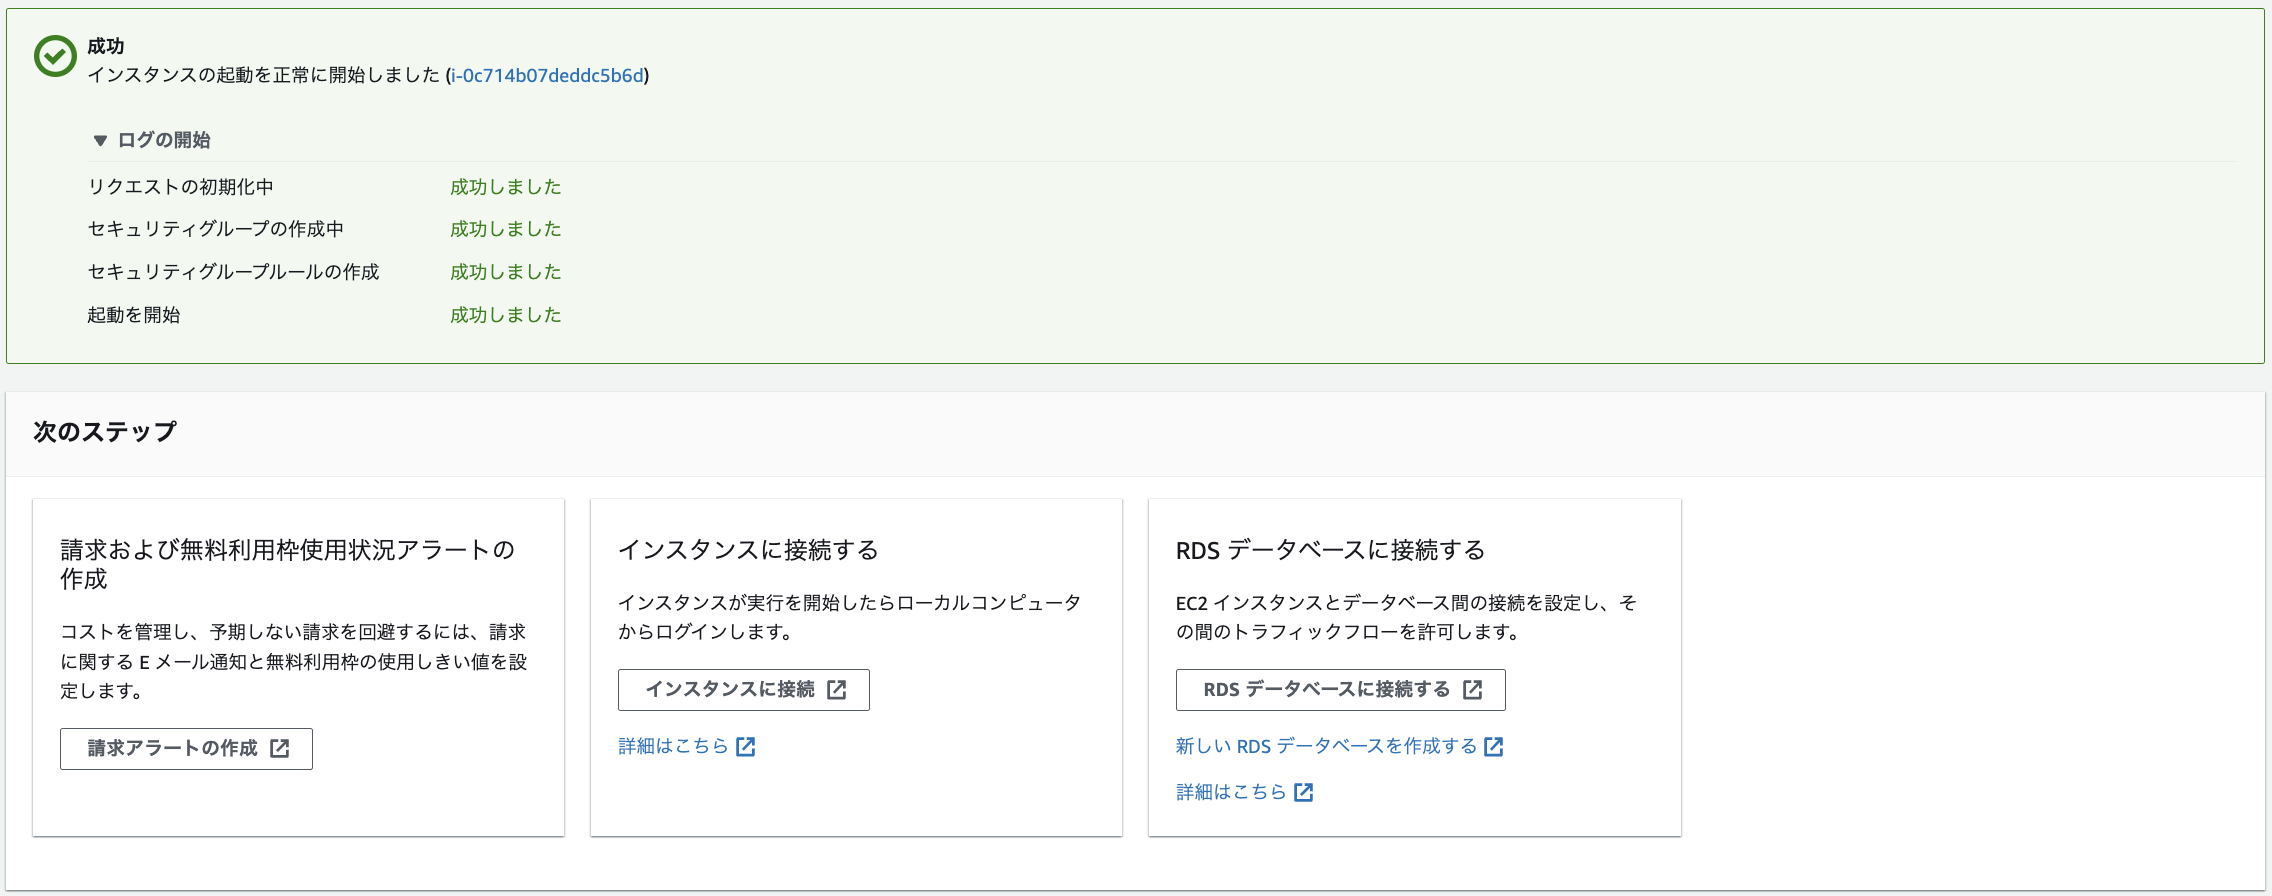 成功
インスタンスの起動を正常に開始しました (i-0c714b07deddc5b6d)
▼ ログの開始
リクエストの初期化中 成功しました
セキュリティグループの作成中 成功しました
セキュリティグループルールの作成 成功しました
起動を開始 成功しました
次のステップ
請求および無料利用枠使用状況アラートの
作成
コストを管理し、予期しない請求を回避するには、請求
に関する E メール通知と無料利用枠の使用しきい値を設
定します。
請求アラートの作成
インスタンスに接続する
インスタンスが実行を開始したらローカルコンピュータ
からログインします。
インスタンスに接続
詳細はこちら
RDS データベースに接続する
EC2 インスタンスとデータベース間の接続を設定し、そ
の間のトラフィックフローを許可します。
RDS データベースに接続する
新しい RDS データベースを作成する
詳細はこちら